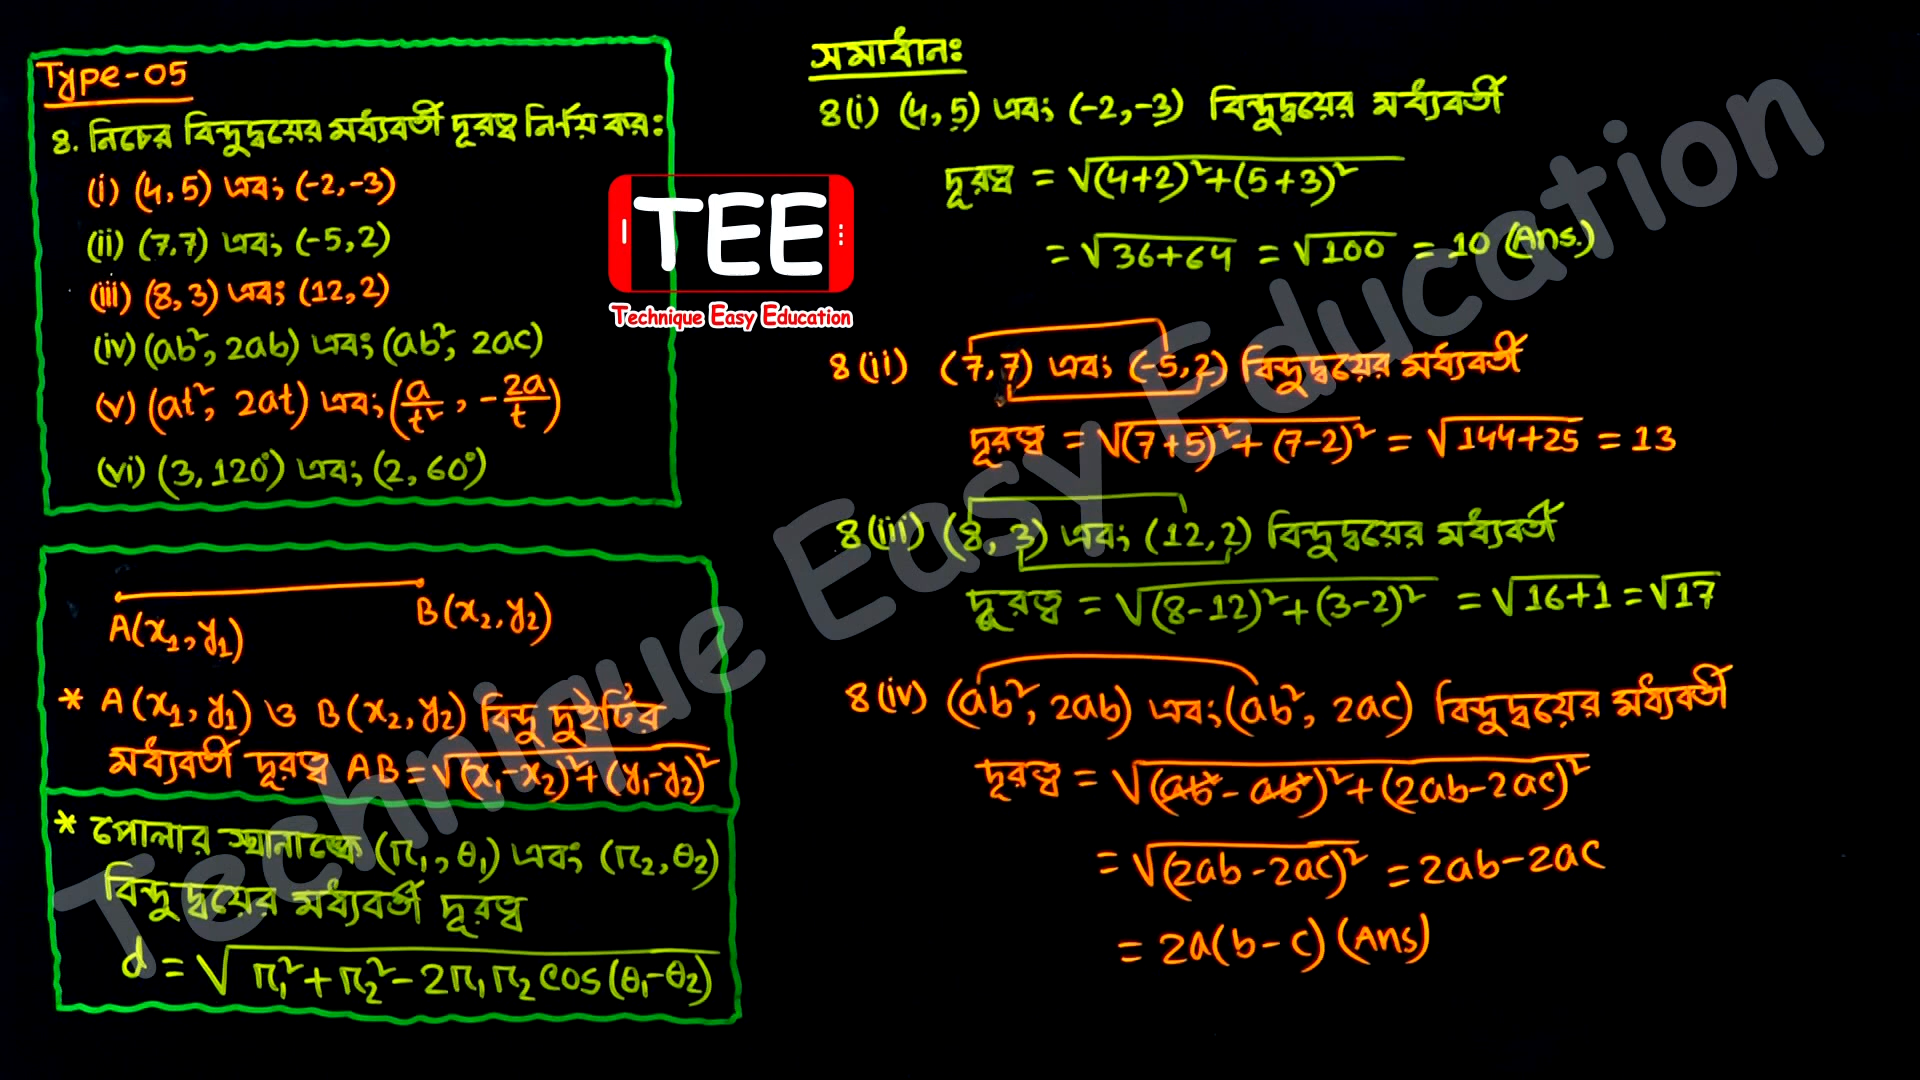 Type-05
8. নিচের বিন্দুদ্বয়ের মধ্যবর্তী দূরত্ব নির্ণয় কর:
(i) (4,5) এবং (-2,-3)
(ii) (7,7) এবং (-5,2)
(iii) (8,3) এবং (12,2)
(iv) (ab², 2ab) এবং (ab², 2ac)
(v) (at², 2at) এবং (a/t², -2a/t)
(vi) (3, 120°) এবং (2, 60°)
TEE
Technique Easy Education
A(x₁, y₁)
B(x₂, y₂)
* A(x₁, y₁) ও B(x₂, y₂) বিন্দু দুইটির
মধ্যবর্তী দূরত্ব AB = √(x₁-x₂)²+(y₁-y₂)²
* পোলার স্থানাঙ্কে (r₁, θ₁) এবং (r₂, θ₂)
বিন্দুদ্বয়ের মধ্যবর্তী দূরত্ব
d = √r₁²+r₂²-2r₁r₂cos(θ₁-θ₂)
সমাধানঃ
8(i) (4,5) এবং (-2,-3) বিন্দুদ্বয়ের মধ্যবর্তী
দূরত্ব = √(4+2)²+(5+3)²
= √36+64 = √100 = 10 (Ans.)
8(ii) (7,7) এবং (-5,2) বিন্দুদ্বয়ের মধ্যবর্তী
দূরত্ব = √(7+5)²+(7-2)² = √144+25 = 13
8(iii) (8,3) এবং (12,2) বিন্দুদ্বয়ের মধ্যবর্তী
দূরত্ব = √(8-12)²+(3-2)² = √16+1 = √17
8(iv) (ab², 2ab) এবং (ab², 2ac) বিন্দুদ্বয়ের মধ্যবর্তী
দূরত্ব = √(ab²-ab²)²+(2ab-2ac)²
= √(2ab-2ac)² = 2ab-2ac
= 2a(b-c) (Ans)
Technique Easy Education